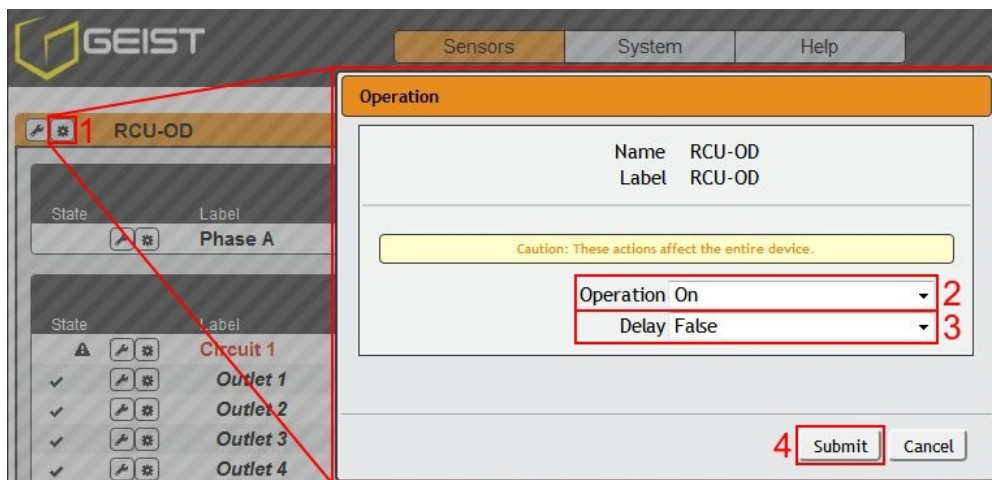 GEIST
Sensors System Help
1 RCU-OD
State Label
Phase A
State Label
Circuit 1
Outlet 1
Outlet 2
Outlet 3
Outlet 4
Operation
Name RCU-OD
Label RCU-OD
Caution: These actions affect the entire device.
Operation On 2
Delay False 3
4 Submit Cancel